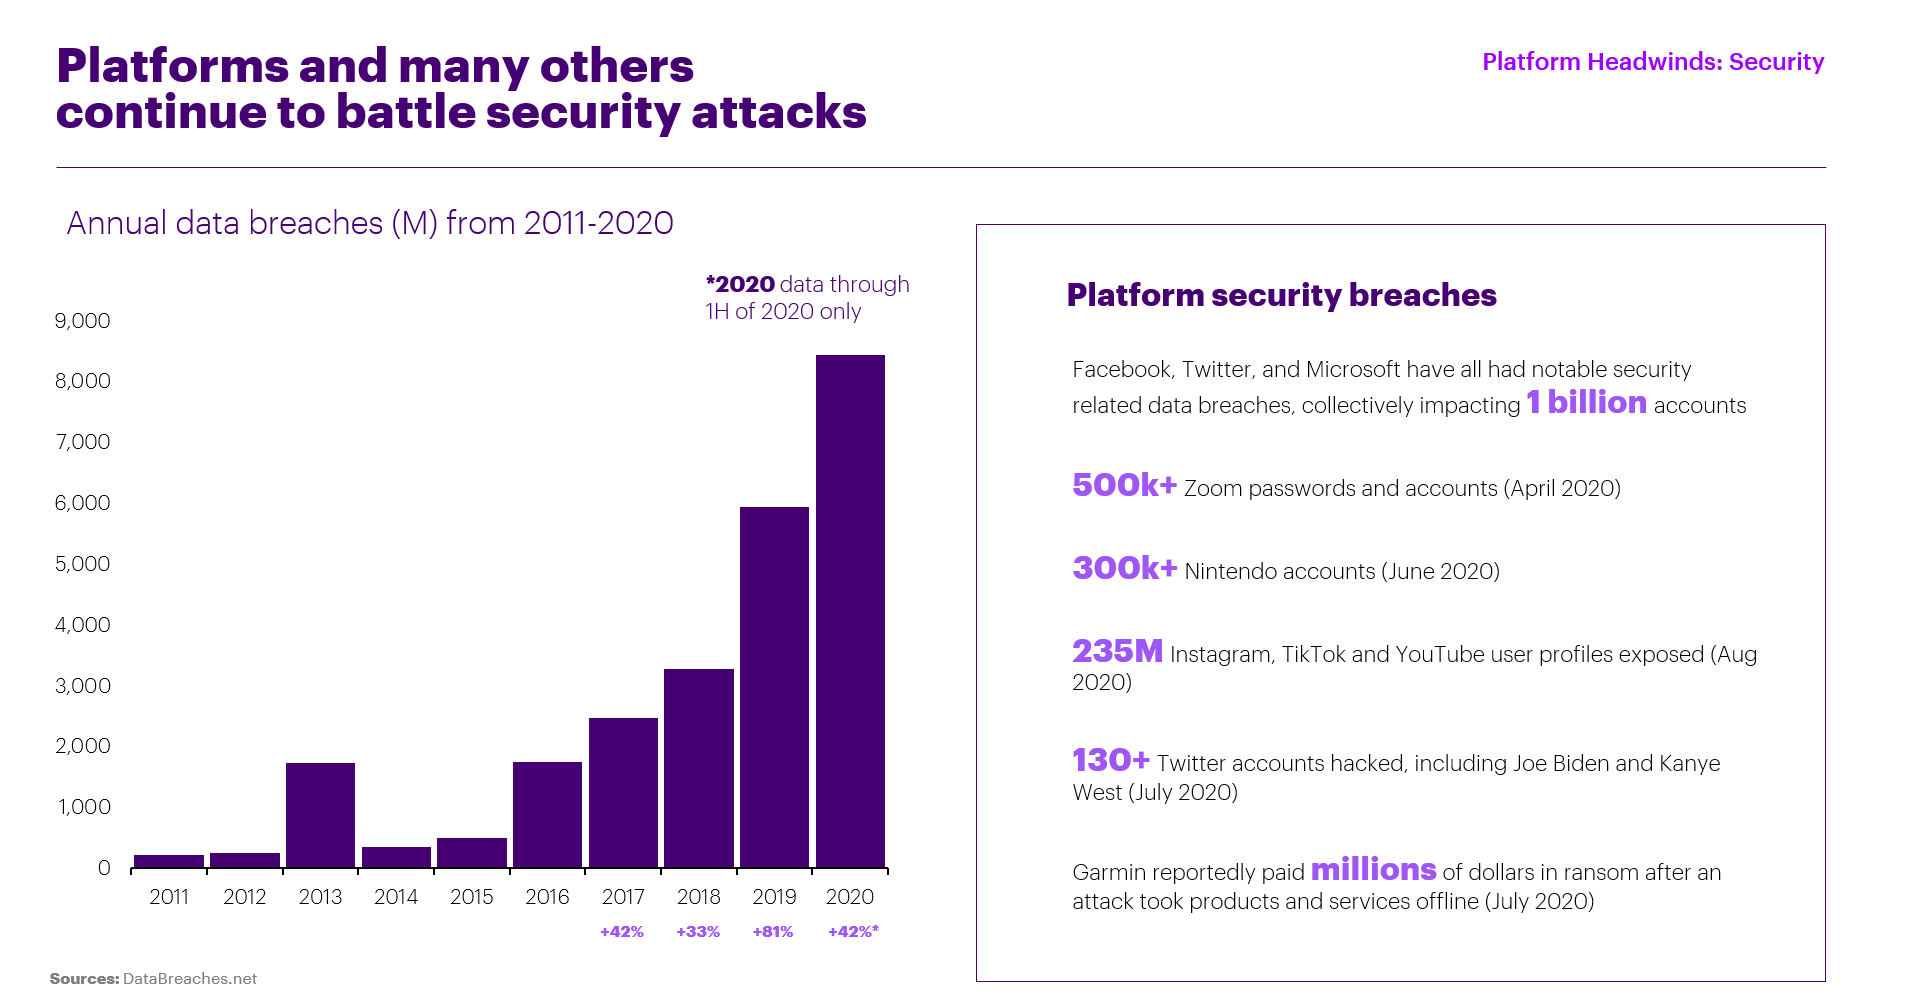 Platforms and many others
continue to battle security attacks
Platform Headwinds: Security
Annual data breaches (M) from 2011-2020
*2020 data through
1H of 2020 only
9,000
8,000
7,000
6,000
5,000
4,000
3,000
2,000
1,000
0
2011 2012 2013 2014 2015 2016 2017 2018 2019 2020
+42% +33% +81% +42%*
Sources: DataBreaches.net
Platform security breaches
Facebook, Twitter, and Microsoft have all had notable security
related data breaches, collectively impacting 1 billion accounts
500k+ Zoom passwords and accounts (April 2020)
300k+ Nintendo accounts (June 2020)
235M Instagram, TikTok and YouTube user profiles exposed (Aug
2020)
130+ Twitter accounts hacked, including Joe Biden and Kanye
West (July 2020)
Garmin reportedly paid millions of dollars in ransom after an
attack took products and services offline (July 2020)